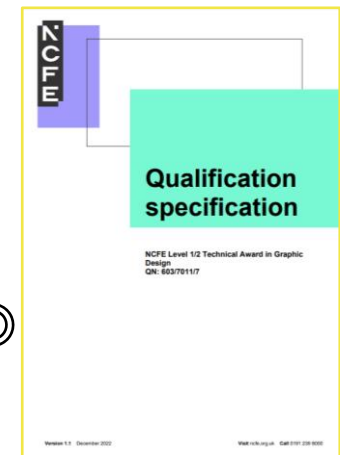 NCFE
Qualification
specification
NCFE Level 1/2 Technical Award in Graphic
Design
QN: 603/7011/7
Version 1.1 December 2022 Visit ncfe.org.uk Call 0191 239 8000